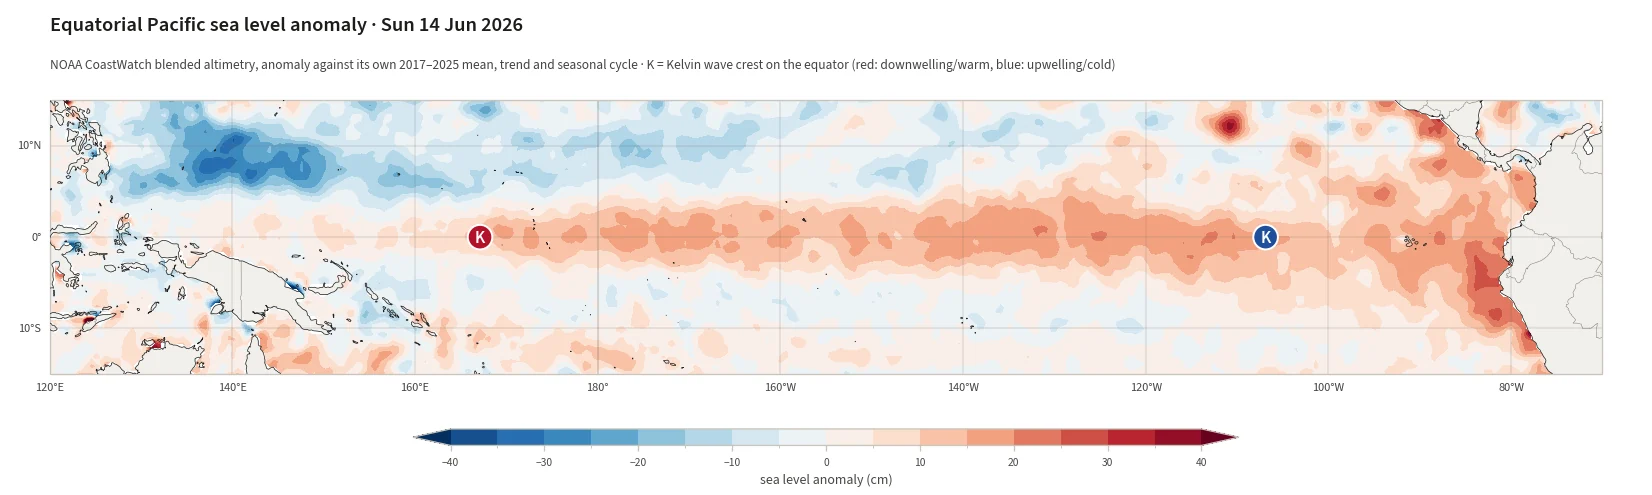 Equatorial Pacific sea level anomaly · Sun 14 Jun 2026
NOAA CoastWatch blended altimetry, anomaly against its own 2017–2025 mean, trend and seasonal cycle · K = Kelvin wave crest on the equator (red: downwelling/warm, blue: upwelling/cold)
10°N
0°
K K
10°S
120°E 140°E 160°E 180° 160°W 140°W 120°W 100°W 80°W
−40 −30 −20 −10 0 10 20 30 40
sea level anomaly (cm)